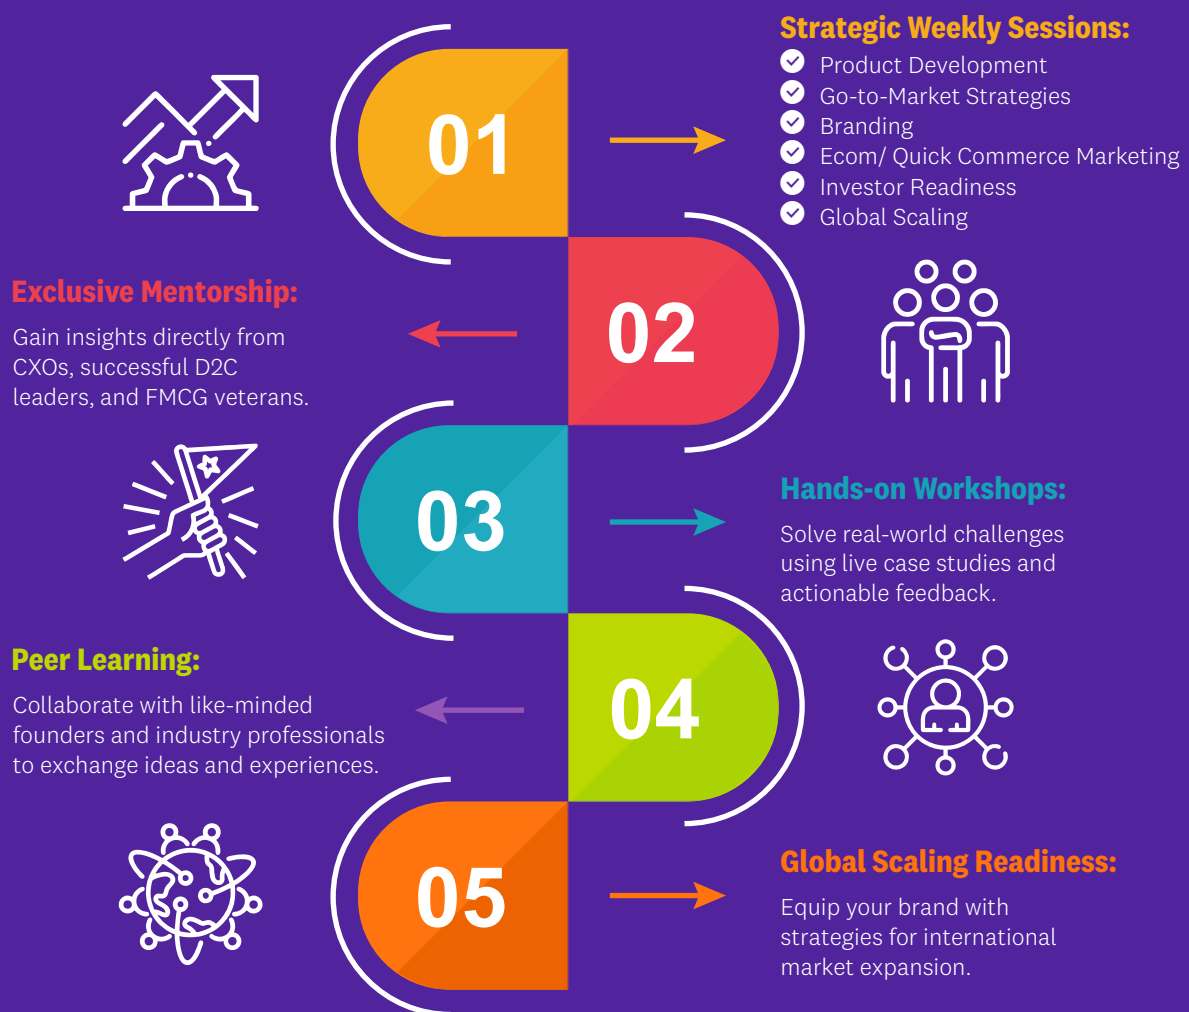 01
Strategic Weekly Sessions:
Product Development
Go-to-Market Strategies
Branding
Ecom/ Quick Commerce Marketing
Investor Readiness
Global Scaling
02
Exclusive Mentorship:
Gain insights directly from
CXOs, successful D2C
leaders, and FMCG veterans.
03
Hands-on Workshops:
Solve real-world challenges
using live case studies and
actionable feedback.
04
Peer Learning:
Collaborate with like-minded
founders and industry professionals
to exchange ideas and experiences.
05
Global Scaling Readiness:
Equip your brand with
strategies for international
market expansion.